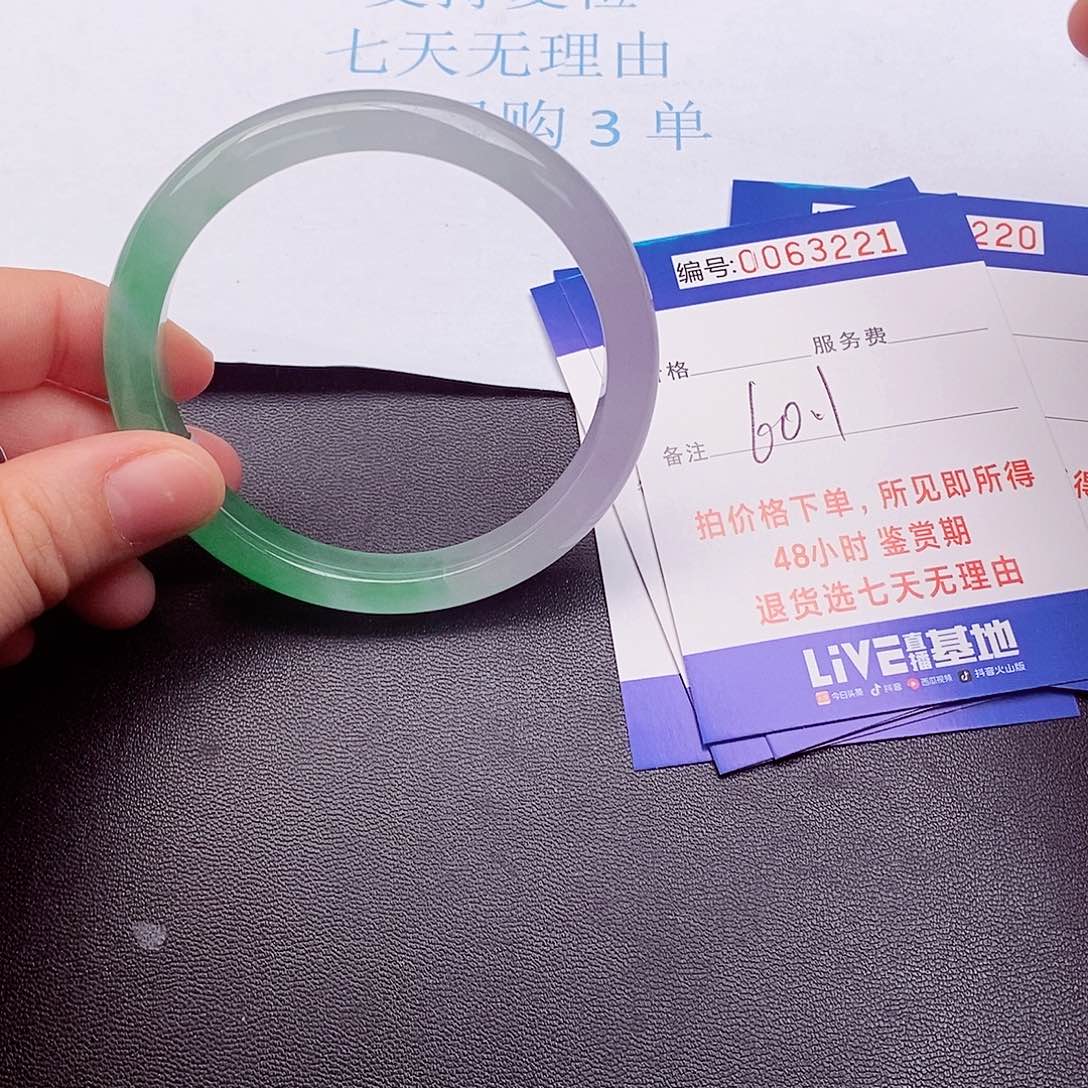 七天无理由
购 3 单
编号:0063221
220
格
服务费
备注 60.1
拍价格下单，所见即所得
48小时 鉴赏期
退货选七天无理由
得
LiVE直播基地
今日头条 抖音 西瓜视频 抖音火山版